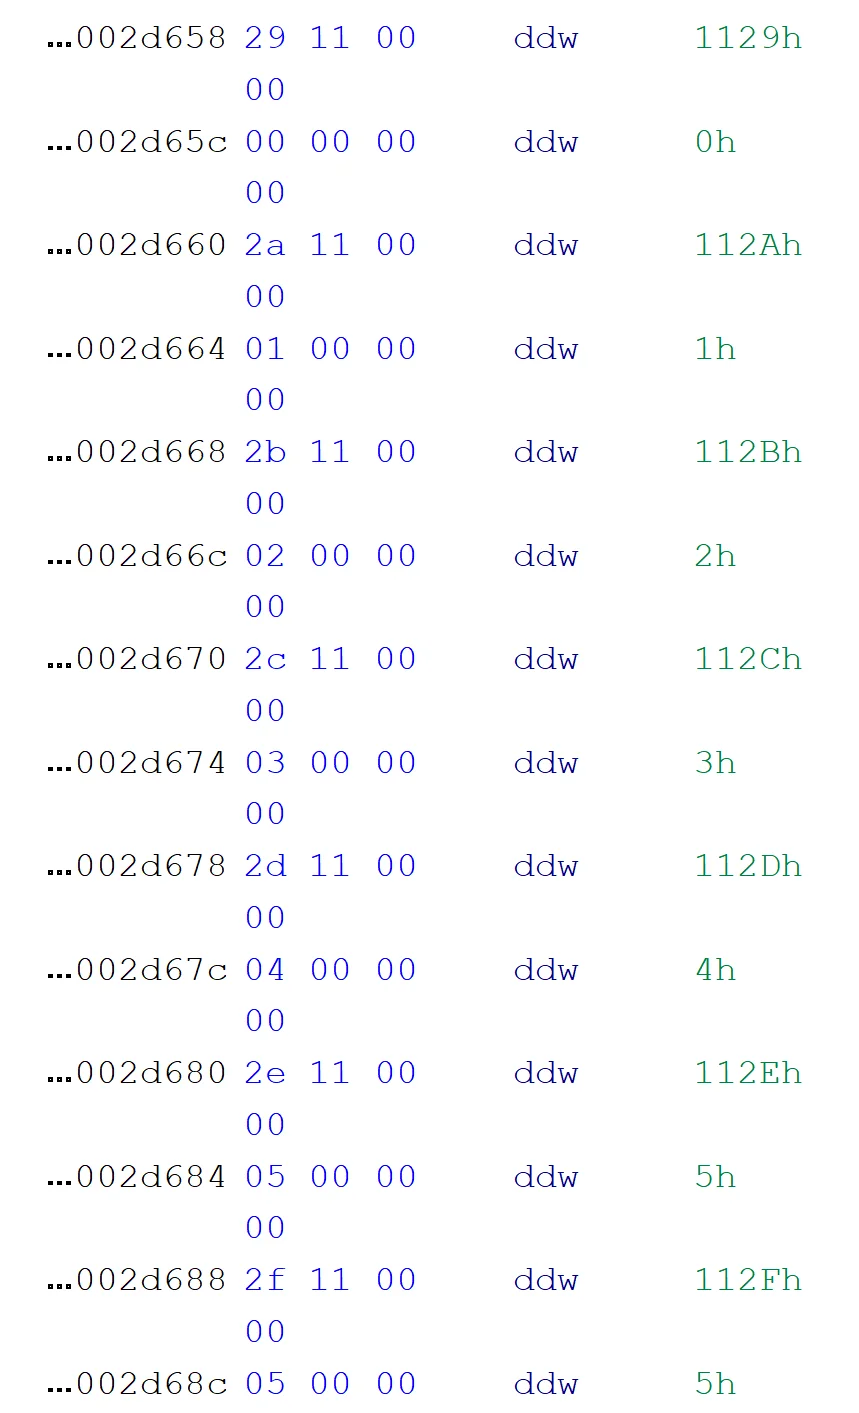 ...002d658 29 11 00 ddw 1129h
00
...002d65c 00 00 00 ddw 0h
00
...002d660 2a 11 00 ddw 112Ah
00
...002d664 01 00 00 ddw 1h
00
...002d668 2b 11 00 ddw 112Bh
00
...002d66c 02 00 00 ddw 2h
00
...002d670 2c 11 00 ddw 112Ch
00
...002d674 03 00 00 ddw 3h
00
...002d678 2d 11 00 ddw 112Dh
00
...002d67c 04 00 00 ddw 4h
00
...002d680 2e 11 00 ddw 112Eh
00
...002d684 05 00 00 ddw 5h
00
...002d688 2f 11 00 ddw 112Fh
00
...002d68c 05 00 00 ddw 5h